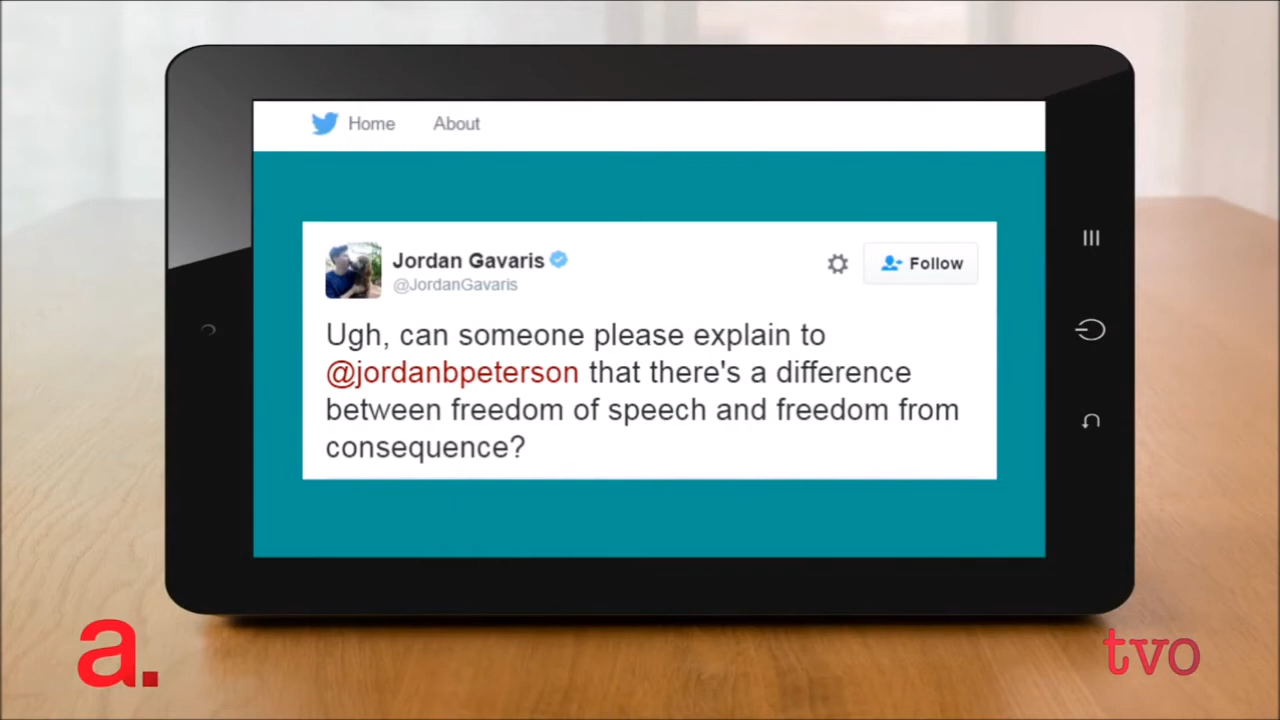 Home About
Jordan Gavaris
@JordanGavaris
Follow
Ugh, can someone please explain to
@jordanbpeterson that there's a difference
between freedom of speech and freedom from
consequence?
a.
tvo